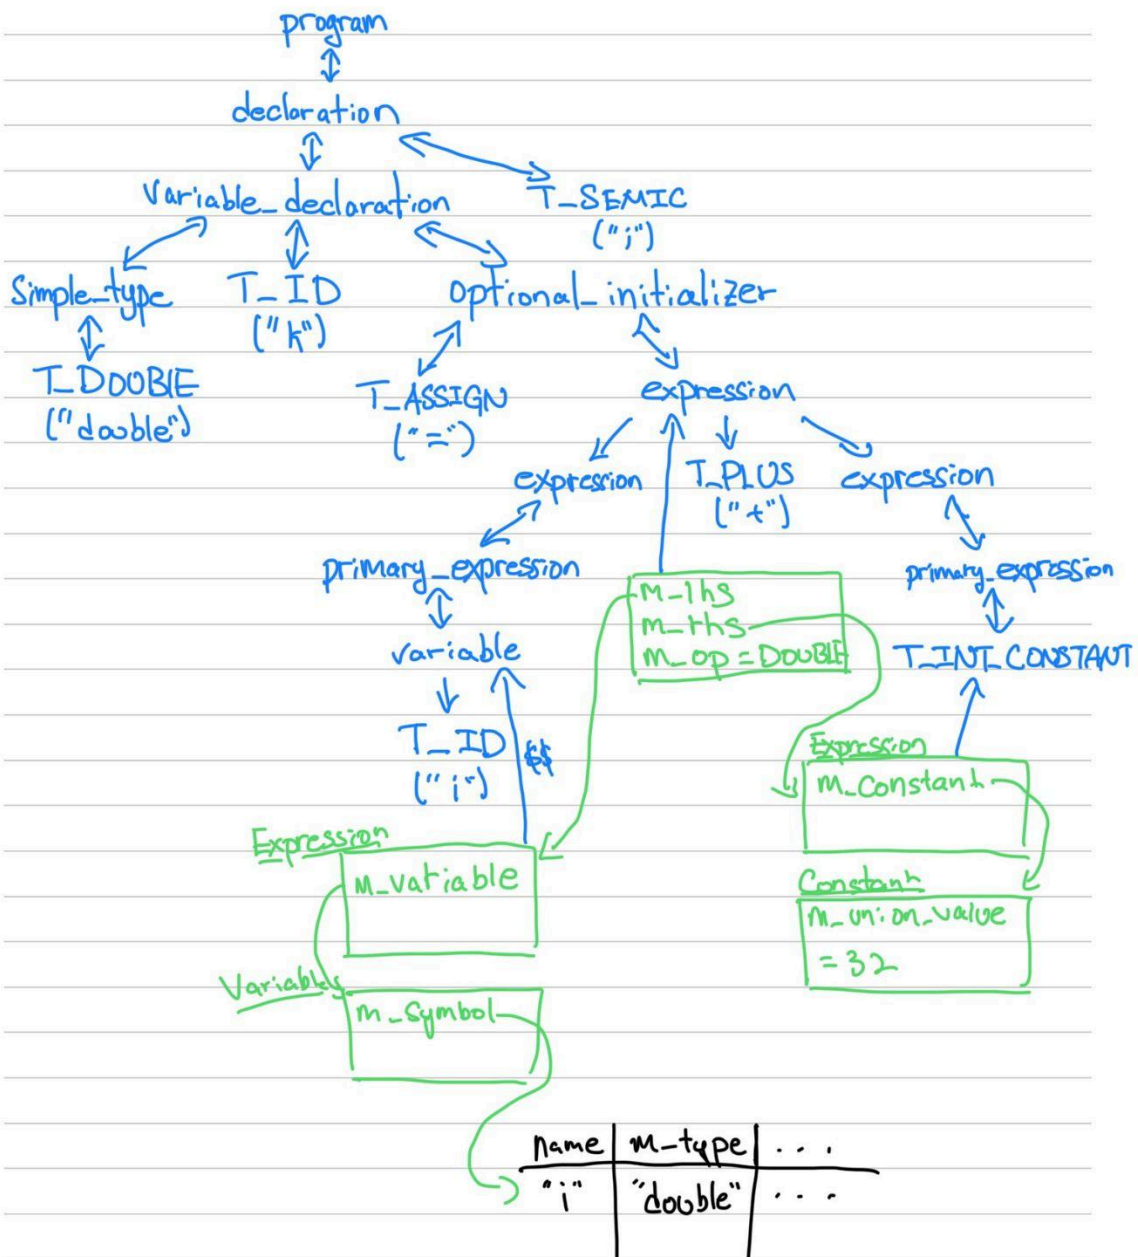 program
declaration
Variable_declaration
T_SEMIC
(";")
Simple_type
T_ID
optional_initializer
("k")
T_DOUBLE
("double")
T_ASSIGN
("=")
expression
expression
T_PLUS
expression
("+")
primary_expression
primary_expression
m_lhs
m_rhs
m_op = DOUBLE
variable
T_INT_CONSTANT
T_ID
("i")
$$
Expression
m_Constant
Expression
m_variable
Constant
m_union_value
= 32
Variable
m_symbol
name m_type ...
"i" "double" ...